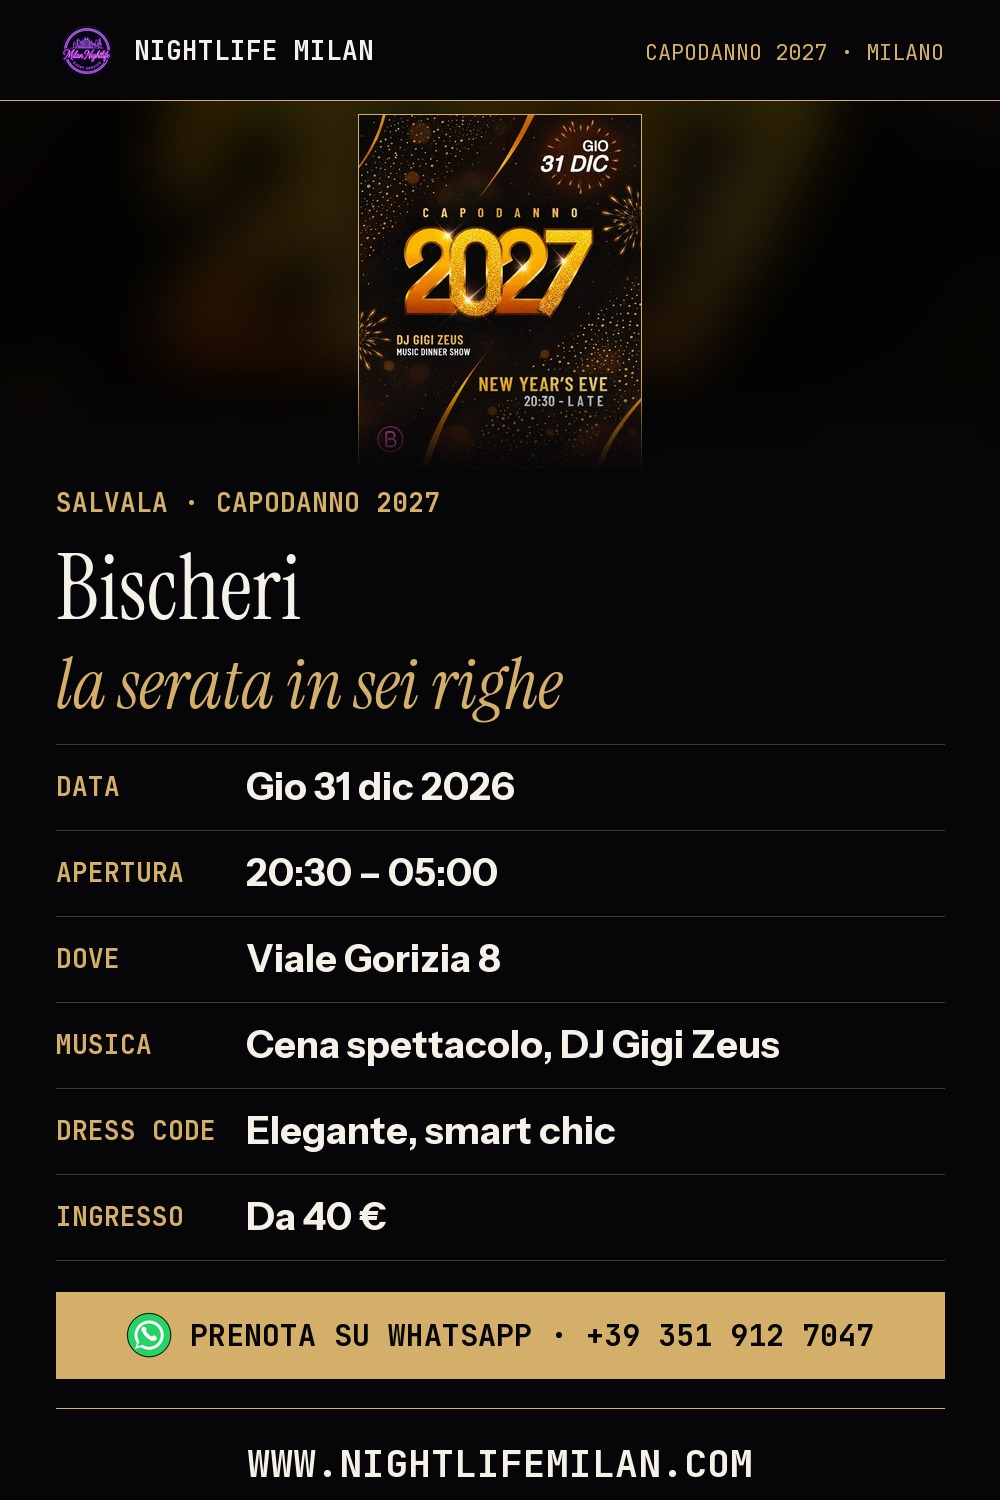 Milan Nightlife
NIGHTLIFE MILAN
CAPODANNO 2027 · MILANO
GIO
31 DIC
CAPODANNO
2027
DJ GIGI ZEUS
MUSIC DINNER SHOW
NEW YEAR'S EVE
20:30 - LATE
B
SALVALA · CAPODANNO 2027
Bischeri
la serata in sei righe
DATA Gio 31 dic 2026
APERTURA 20:30 – 05:00
DOVE Viale Gorizia 8
MUSICA Cena spettacolo, DJ Gigi Zeus
DRESS CODE Elegante, smart chic
INGRESSO Da 40 €
PRENOTA SU WHATSAPP · +39 351 912 7047
WWW.NIGHTLIFEMILAN.COM